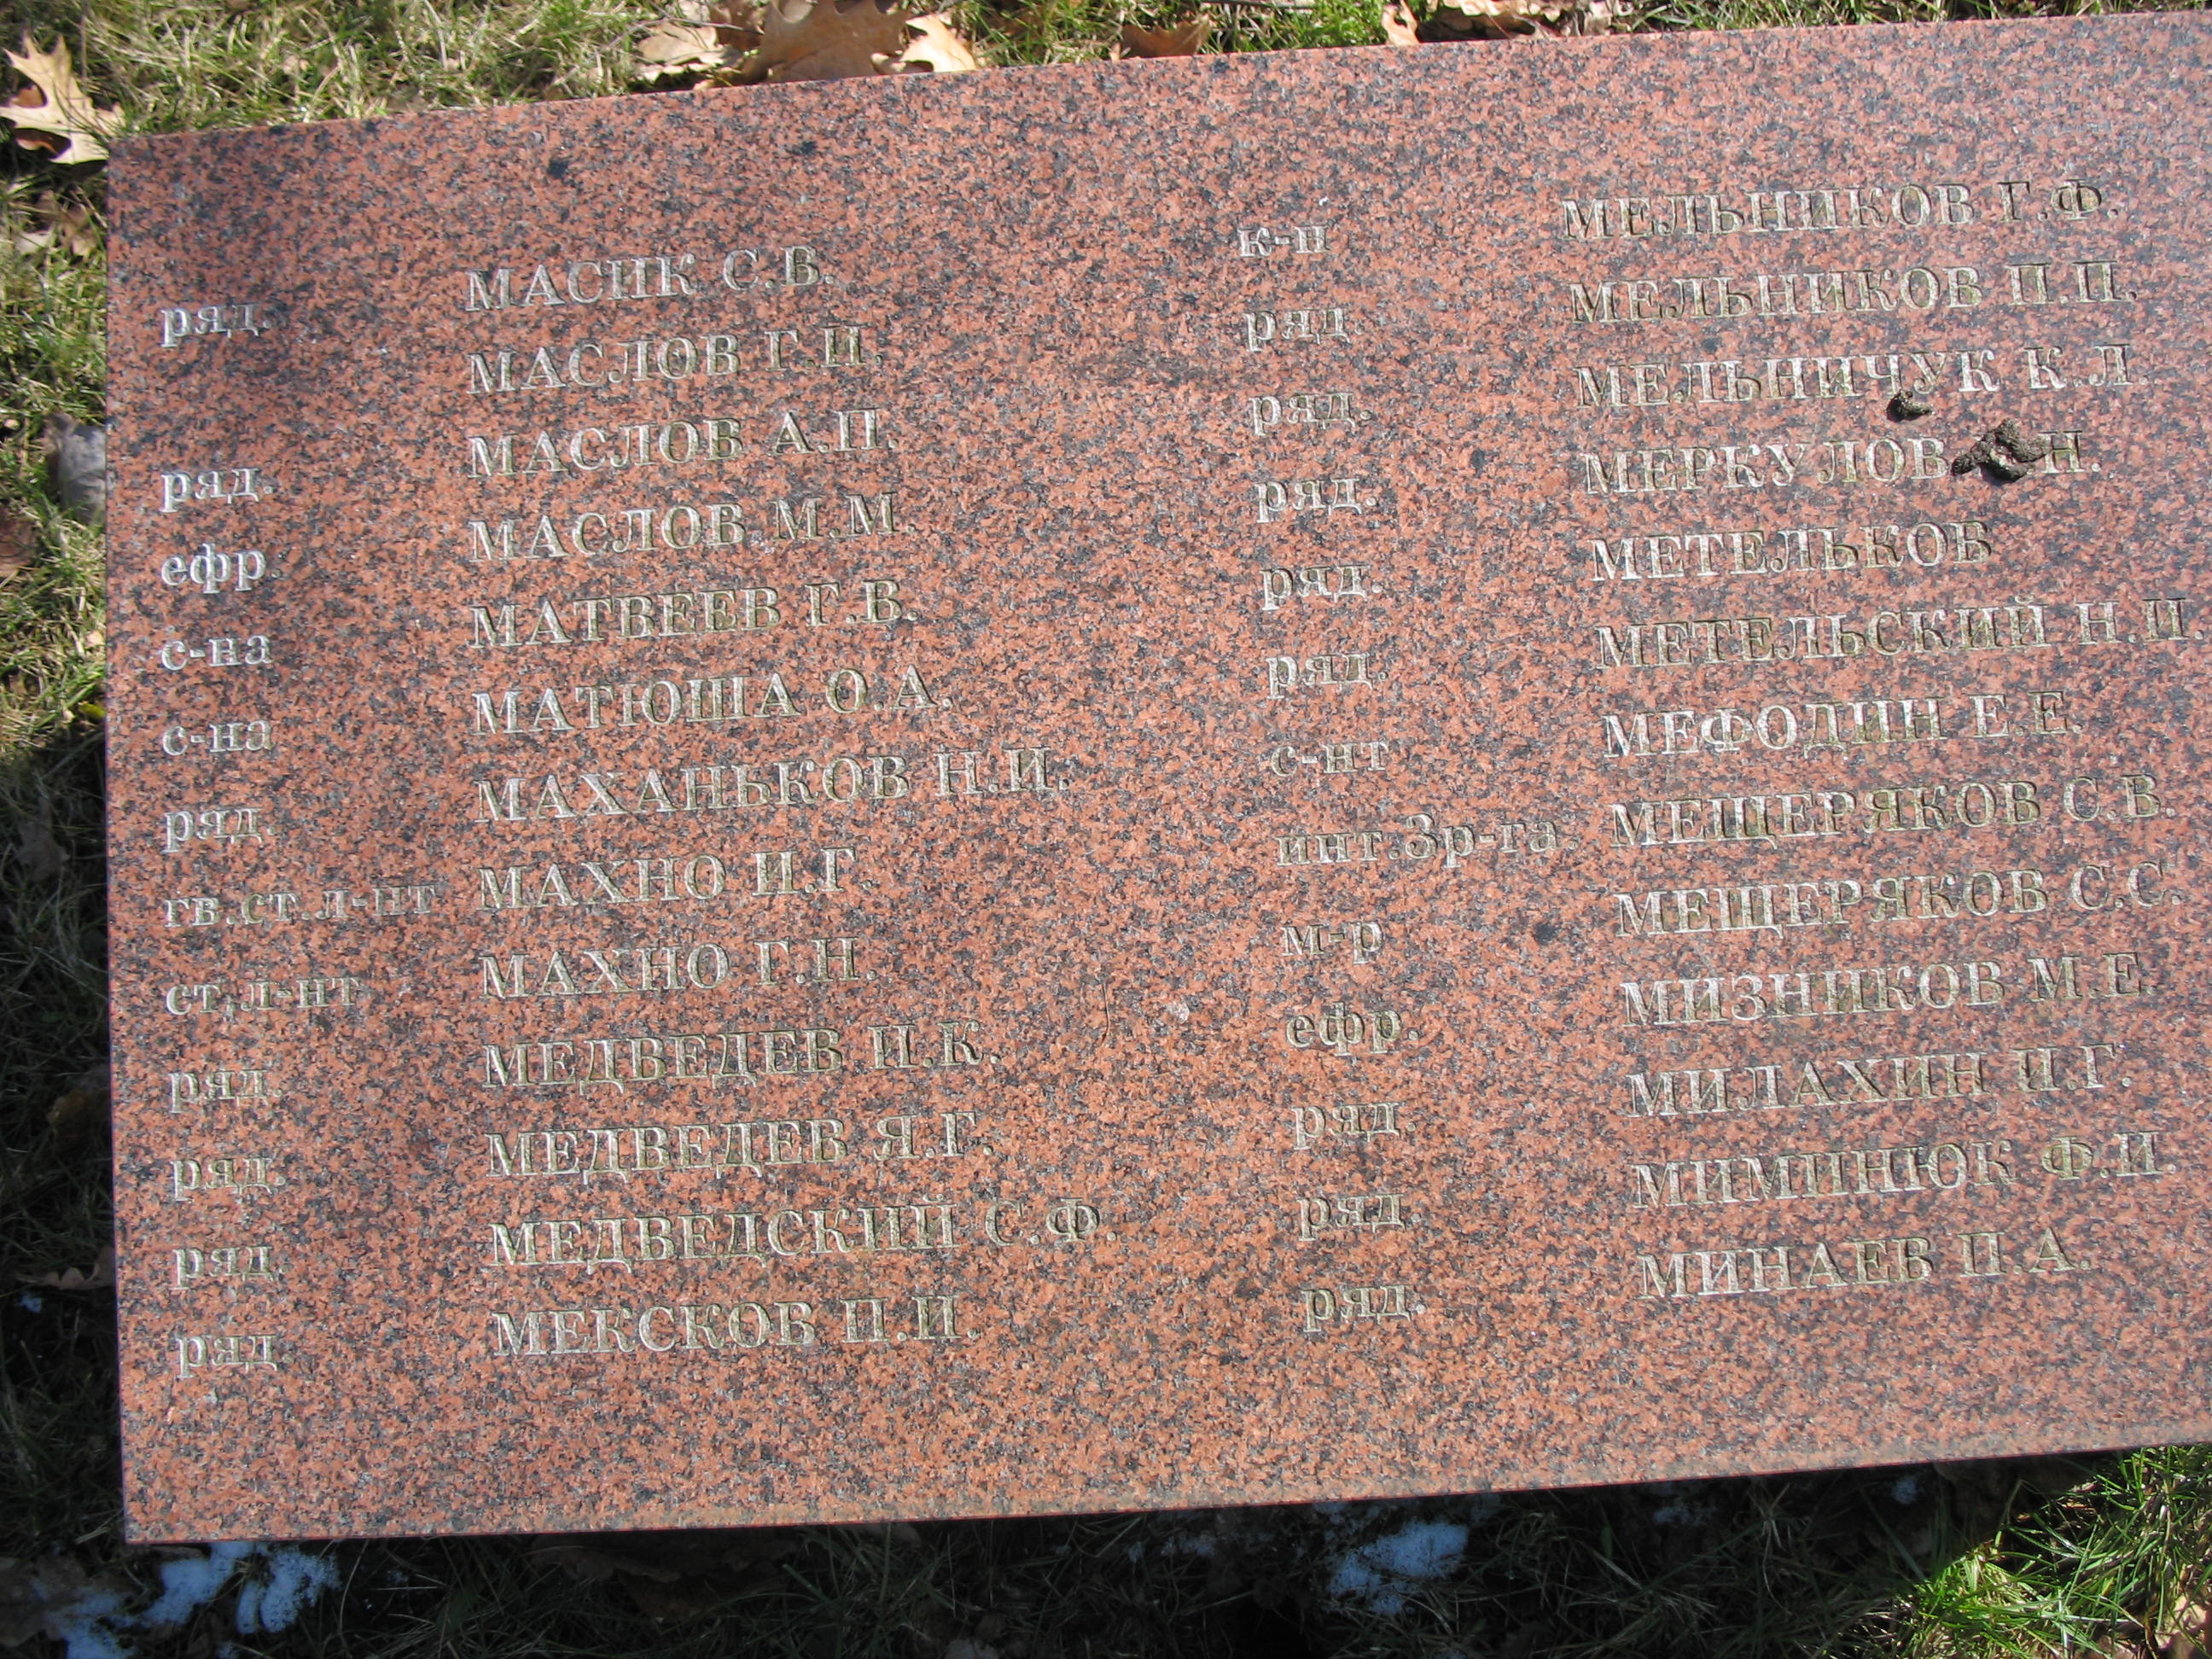 ряд. МАСИК С.В.
МАСЛОВ Г.И.
ряд. МАСЛОВ А.П.
ефр. МАСЛОВ М.М.
с-на МАТВЕЕВ Г.В.
с-на МАТЮША О.А.
ряд. МАХАНЬКОВ Н.И.
гв.ст.л-нт МАХНО И.Г.
ст.л-нт МАХНО Г.Н.
ряд. МЕДВЕДЕВ И.К.
ряд. МЕДВЕДЕВ Я.Г.
ряд. МЕДВЕДСКИЙ С.Ф.
ряд. МЕКСКОВ П.И.
к-н МЕЛЬНИКОВ Г.Ф.
ряд. МЕЛЬНИКОВ П.П.
ряд. МЕЛЬНИЧУК К.Л.
ряд. МЕРКУЛОВ
ряд. МЕТЕЛЬКОВ
ряд. МЕТЕЛЬСКИЙ Н.П.
с-нт МЕФОДИН Е.Е.
инт.3р-га. МЕЩЕРЯКОВ С.В.
м-р МЕЩЕРЯКОВ С.С.
ефр. МИЗНИКОВ М.Е.
ряд. МИЛАХИН И.Г.
ряд. МИМИНЮК Ф.И.
ряд. МИНАЕВ П.А.